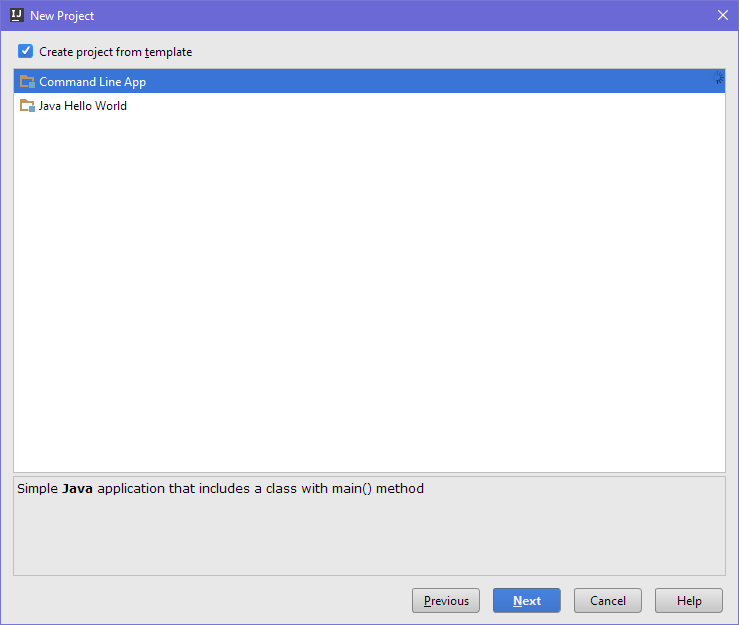 IJ New Project
Create project from template
Command Line App
Java Hello World
Simple Java application that includes a class with main() method
Previous Next Cancel Help